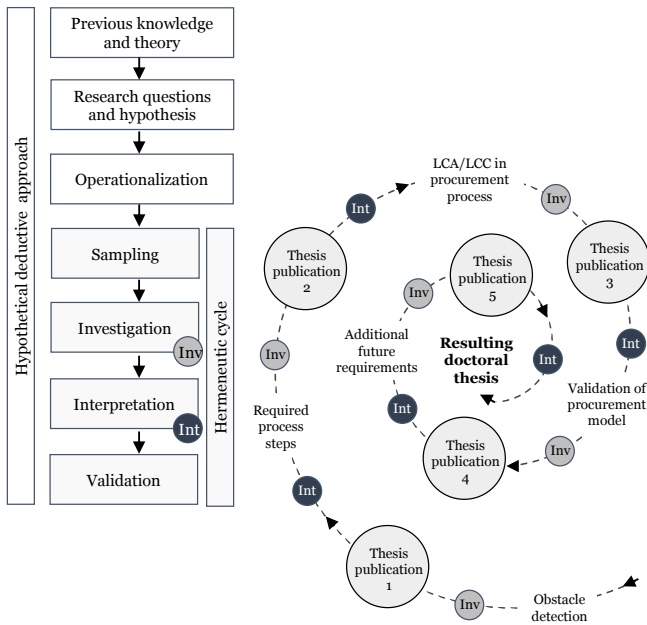 Hypothetical deductive approach
Previous knowledge
and theory
Research questions
and hypothesis
Operationalization
Sampling
Investigation
Inv
Interpretation
Int
Validation
Hermeneutic cycle
LCA/LCC in
procurement
process
Int
Inv
Thesis
publication
2
Thesis
publication
3
Thesis
publication
5
Inv
Inv
Additional
future
requirements
Resulting
doctoral
thesis
Int
Int
Required
process
steps
Int
Validation of
procurement
model
Thesis
publication
4
Inv
Int
Thesis
publication
1
Inv
Obstacle
detection